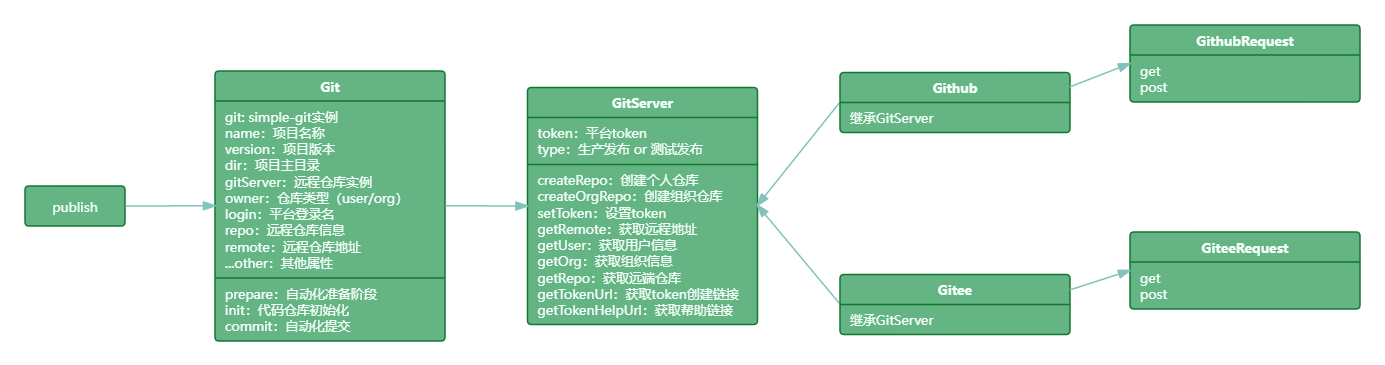 publish
Git
git: simple-git实例
name：项目名称
version：项目版本
dir：项目主目录
gitServer：远程仓库实例
owner：仓库类型（user/org）
login：平台登录名
repo：远程仓库信息
remote：远程仓库地址
...other：其他属性
prepare：自动化准备阶段
init：代码仓库初始化
commit：自动化提交
GitServer
token：平台token
type：生产发布 or 测试发布
createRepo：创建个人仓库
createOrgRepo：创建组织仓库
setToken：设置token
getRemote：获取远程地址
getUser：获取用户信息
getOrg：获取组织信息
getRepo：获取远端仓库
getTokenUrl：获取token创建链接
getTokenHelpUrl：获取帮助链接
Github
继承GitServer
Gitee
继承GitServer
GithubRequest
get
post
GiteeRequest
get
post